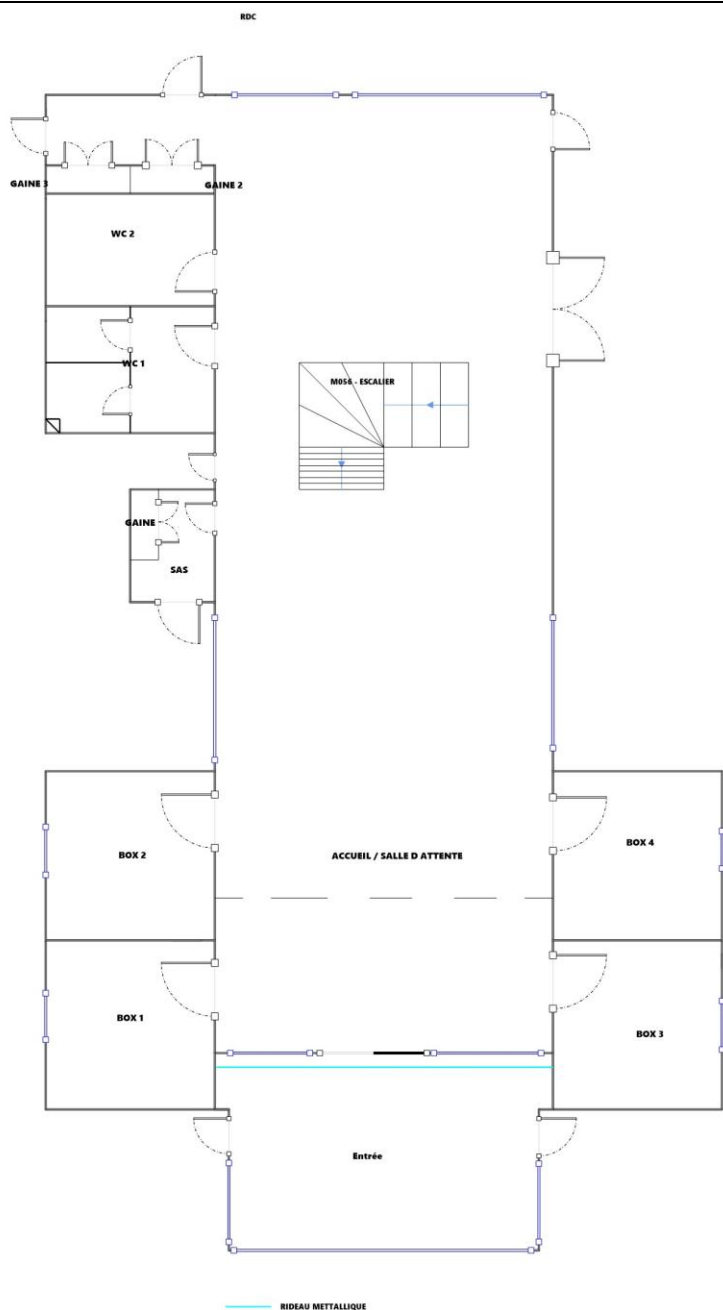 RDC
GAINE 3
GAINE 2
WC 2
WC 1
M056 - ESCALIER
GAINE
SAS
BOX 2
ACCUEIL / SALLE D ATTENTE
BOX 4
BOX 1
BOX 3
Entrée
RIDEAU METTALLIQUE